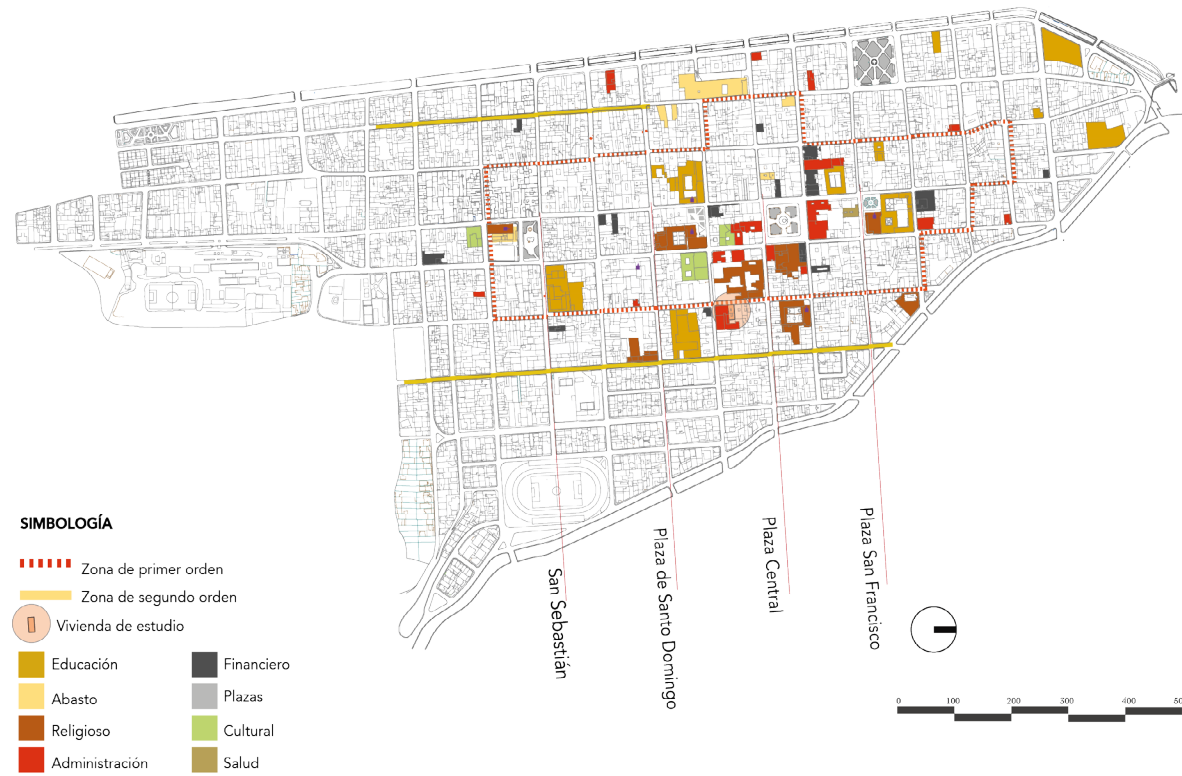 San Sebastián
Plaza de Santo Domingo
Plaza Central
Plaza San Francisco
SIMBOLOGÍA
Zona de primer orden
Zona de segundo orden
Vivienda de estudio
Educación
Abasto
Religioso
Administración
Financiero
Plazas
Cultural
Salud
0 100 200 300 400 50